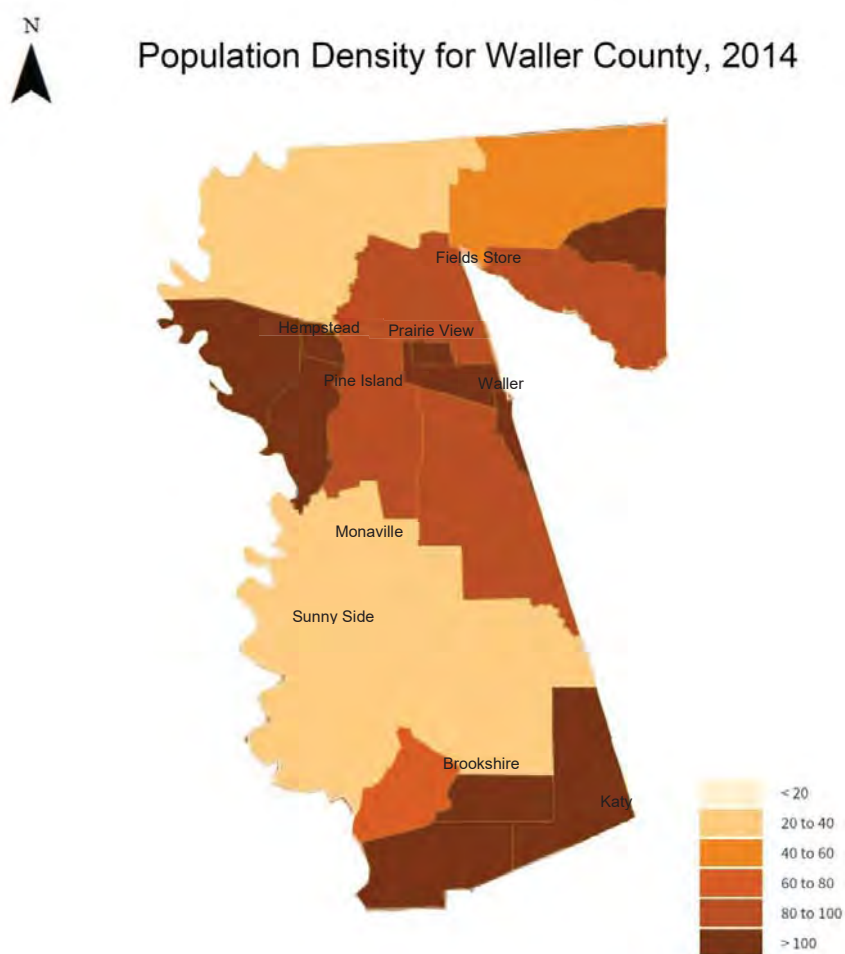 N
Population Density for Waller County, 2014
Fields Store
Hempstead
Prairie View
Pine Island
Waller
Monaville
Sunny Side
Brookshire
Katy
< 20
20 to 40
40 to 60
60 to 80
80 to 100
> 100